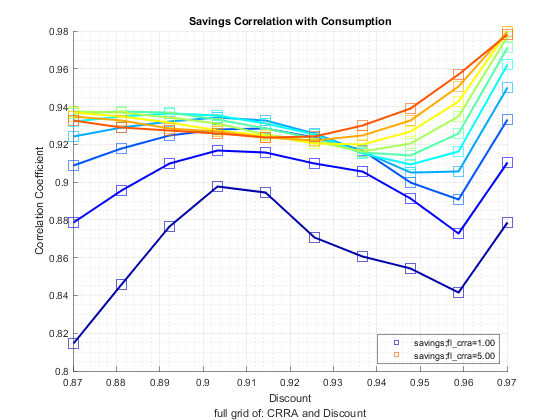 Savings Correlation with Consumption
0.98
0.96
0.94
0.92
0.9
0.88
0.86
0.84
0.82
0.8
Correlation Coefficient
savings;fl_crra=1.00
savings;fl_crra=5.00
0.87 0.88 0.89 0.9 0.91 0.92 0.93 0.94 0.95 0.96 0.97
Discount
full grid of: CRRA and Discount